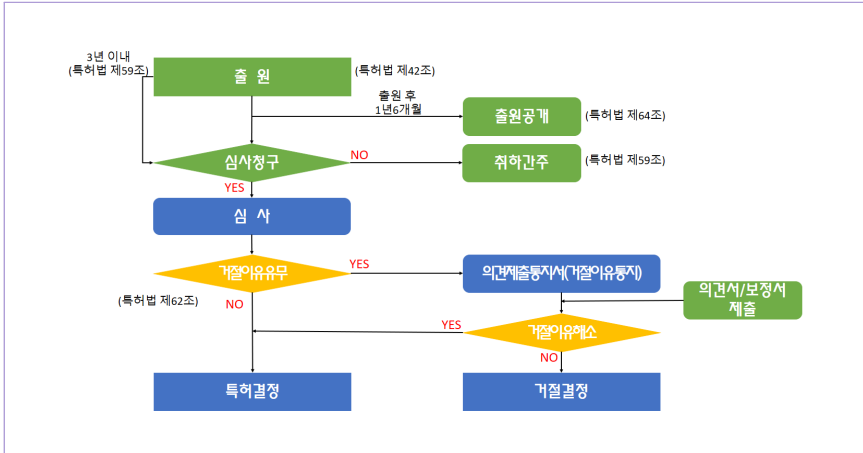 3년 이내
(특허법 제59조)
출 원
(특허법 제42조)
출원 후
1년6개월
출원공개
(특허법 제64조)
심사청구
NO
취하간주
(특허법 제59조)
YES
심 사
거절이유유무
YES
의견제출통지서(거절이유통지)
(특허법 제62조)
NO
의견서/보정서
제출
YES
거절이유해소
NO
특허결정
거절결정